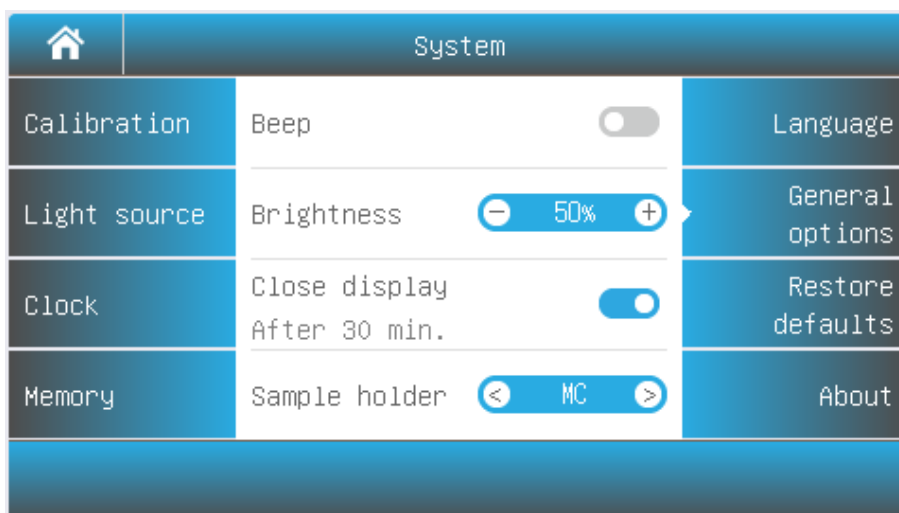 System
Calibration
Light source
Clock
Memory
Beep
Brightness
- 50% +
Close display
After 30 min.
Sample holder
< MC >
Language
General
options
Restore
defaults
About